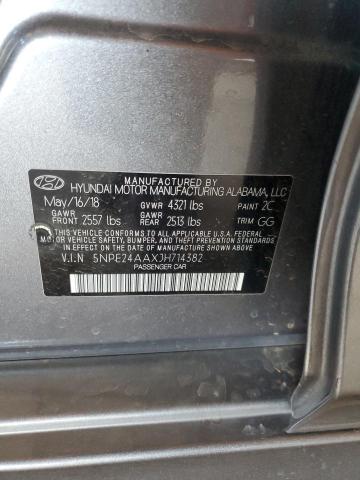 MANUFACTURED BY
HYUNDAI MOTOR MANUFACTURING ALABAMA, LLC
May/16/18 GVWR 4321 lbs PAINT 2C
GAWR FRONT 2557 lbs GAWR REAR 2513 lbs TRIM GG
THIS VEHICLE CONFORMS TO ALL APPLICABLE U.S.A. FEDERAL
MOTOR VEHICLE SAFETY, BUMPER, AND THEFT PREVENTION
STANDARDS IN EFFECT ON THE DATE OF MANUFACTURE
SHOWN ABOVE.
V.I.N 5NPE24AAXJH714382
PASSENGER CAR